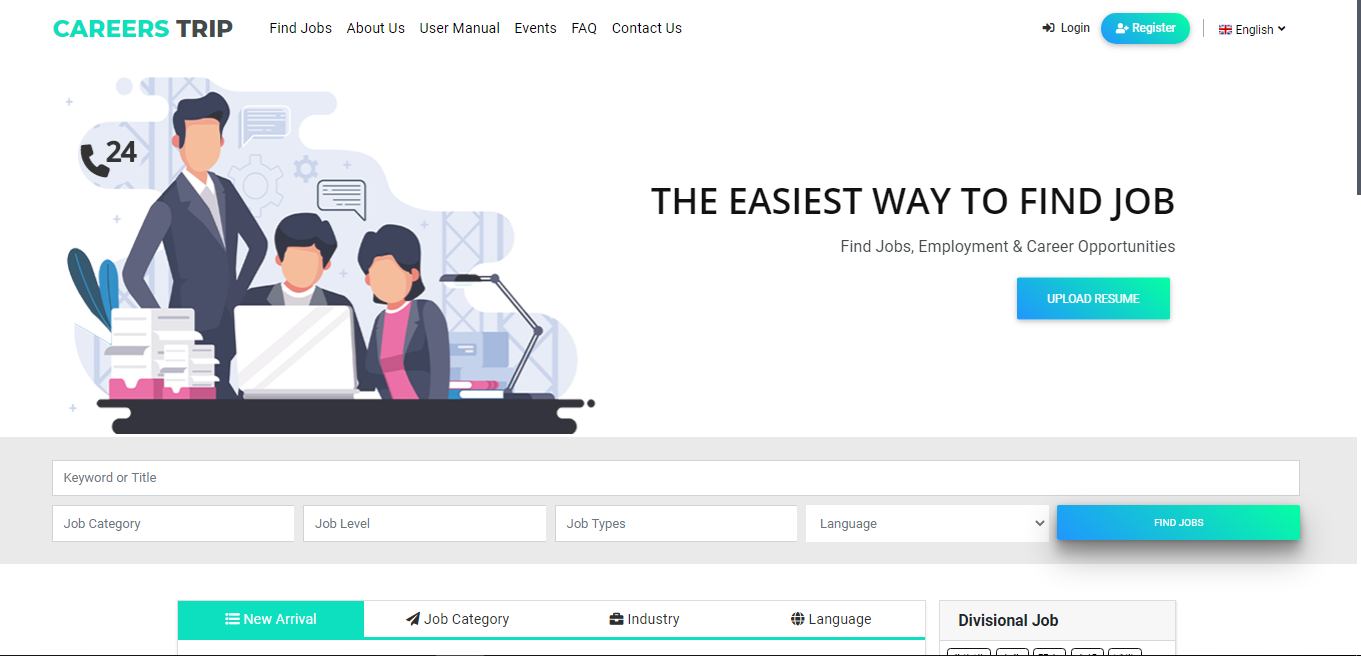 CAREERS TRIP
Find Jobs About Us User Manual Events FAQ Contact Us
Login Register English
24
THE EASIEST WAY TO FIND JOB
Find Jobs, Employment & Career Opportunities
UPLOAD RESUME
Keyword or Title
Job Category Job Level Job Types Language FIND JOBS
New Arrival Job Category Industry Language
Divisional Job